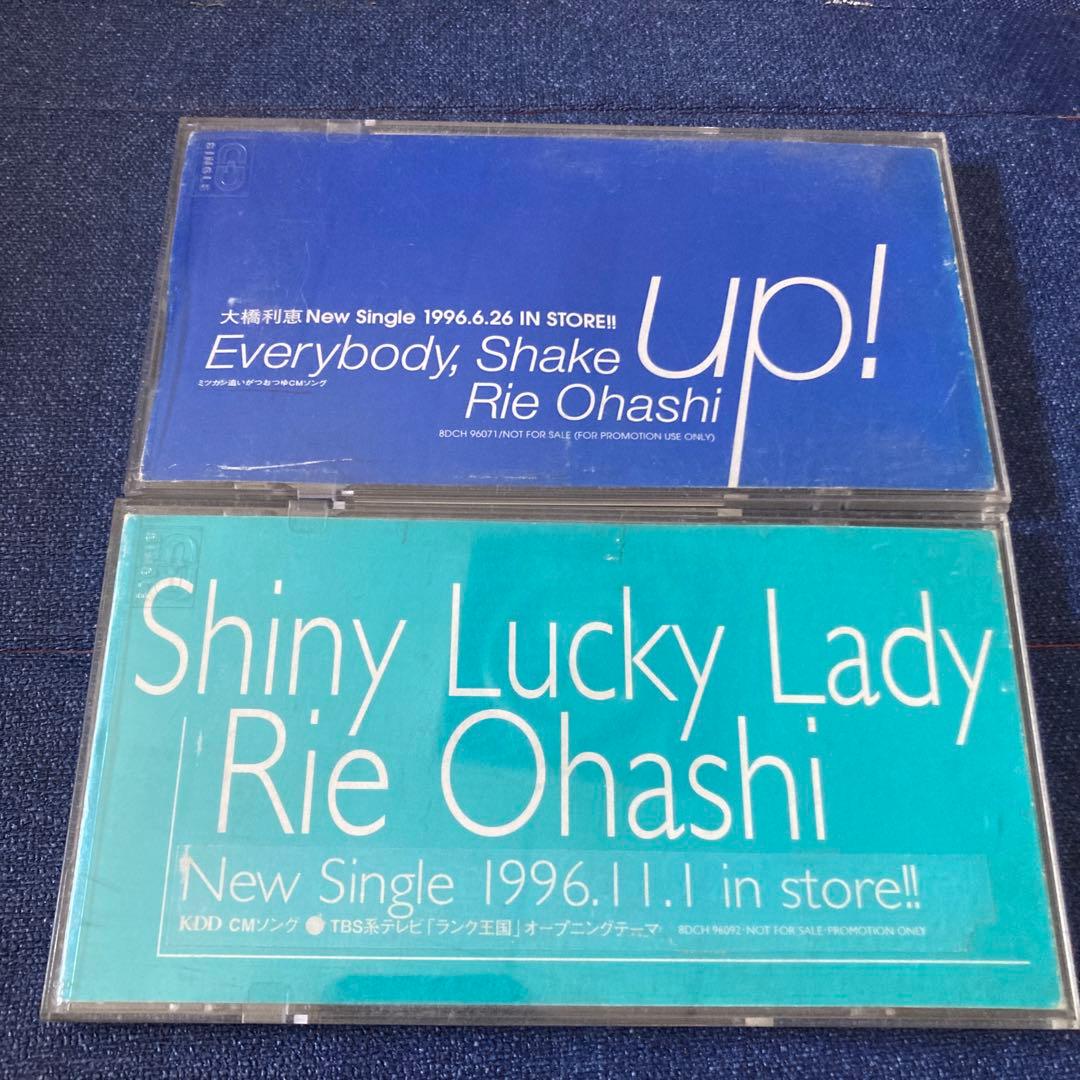 CD
SINGLE
大橋利恵 New Single 1996.6.26 IN STORE!!
Everybody, Shake up!
ミツカン追いがつおつゆCMソング
Rie Ohashi
8DCH 96071/NOT FOR SALE (FOR PROMOTION USE ONLY)
Shiny Lucky Lady
Rie Ohashi
New Single 1996.11.1 in store!!
KDD CMソング ● TBS系テレビ「ランク王国」オープニングテーマ 8DCH 96092・NOT FOR SALE・PROMOTION ONLY